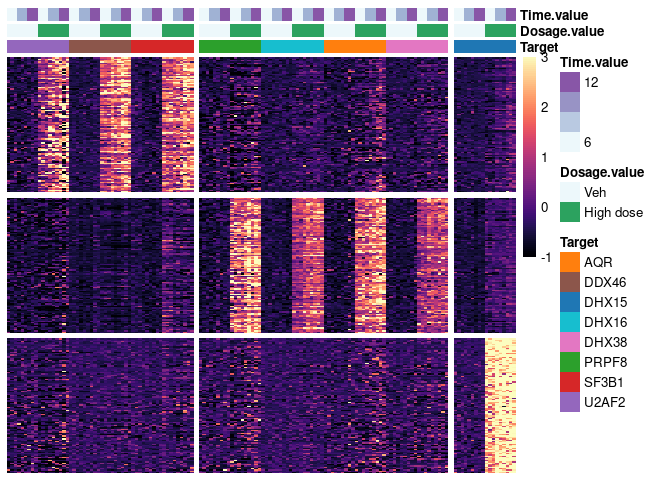 Time.value
Dosage.value
Target
3
2
1
0
-1
Time.value
12
6
Dosage.value
Veh
High dose
Target
AQR
DDX46
DHX15
DHX16
DHX38
PRPF8
SF3B1
U2AF2